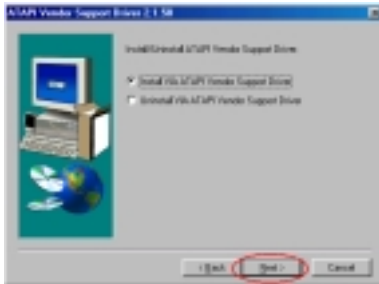 ATAPI Vendor Support Driver 2.1.50
Install/Uninstall ATAPI Vendor Support Driver.
Install VIA ATAPI Vendor Support Driver
Uninstall VIA ATAPI Vendor Support Driver
< Back
Next >
Cancel